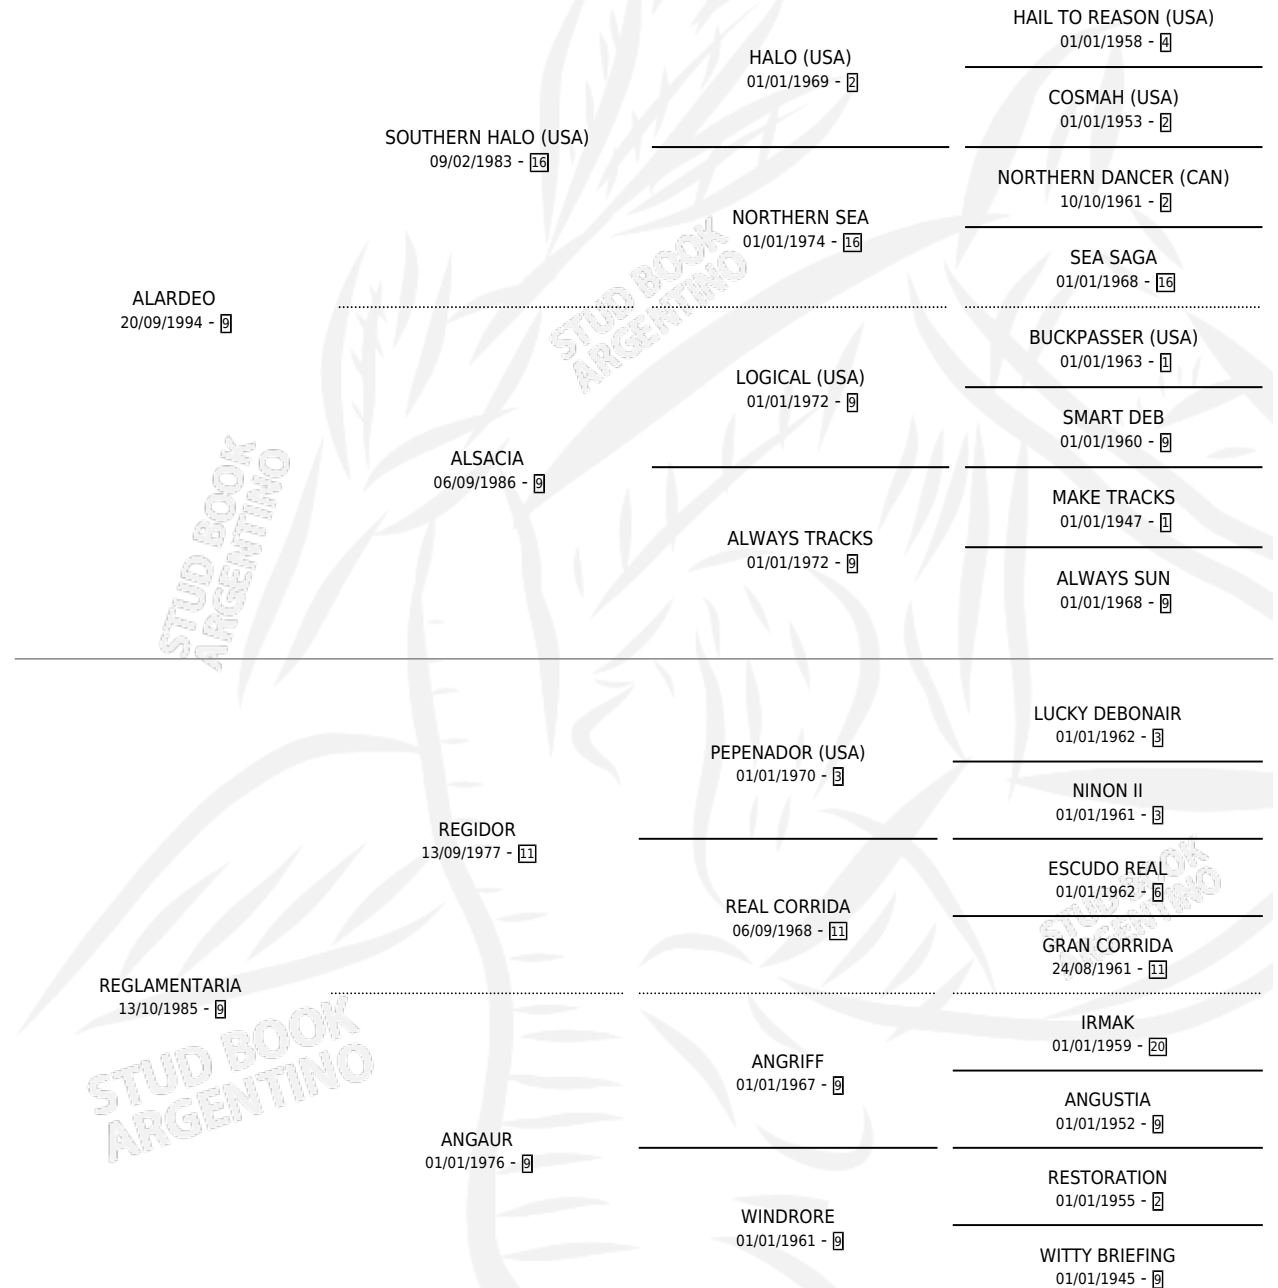 HAIL TO REASON (USA)
01/01/1958 - 4
HALO (USA)
01/01/1969 - 2
COSMAH (USA)
01/01/1953 - 2
SOUTHERN HALO (USA)
09/02/1983 - 16
NORTHERN DANCER (CAN)
10/10/1961 - 2
NORTHERN SEA
01/01/1974 - 16
SEA SAGA
01/01/1968 - 16
ALARDEO
20/09/1994 - 9
BUCKPASSER (USA)
01/01/1963 - 1
LOGICAL (USA)
01/01/1972 - 9
SMART DEB
01/01/1960 - 9
ALSACIA
06/09/1986 - 9
MAKE TRACKS
01/01/1947 - 1
ALWAYS TRACKS
01/01/1972 - 9
ALWAYS SUN
01/01/1968 - 9
STUD BOOK
ARGENTINO
STUD BOOK
ARGENTINO
LUCKY DEBONAIR
01/01/1962 - 3
PEPENADOR (USA)
01/01/1970 - 3
NINON II
01/01/1961 - 3
REGIDOR
13/09/1977 - 11
ESCUDO REAL
01/01/1962 - 6
REAL CORRIDA
06/09/1968 - 11
GRAN CORRIDA
24/08/1961 - 11
STUD BOOK
ARGENTINO
REGLAMENTARIA
13/10/1985 - 9
IRMAK
01/01/1959 - 20
ANGRIFF
01/01/1967 - 9
ANGUSTIA
01/01/1952 - 9
STUD BOOK
ARGENTINO
ANGAUR
01/01/1976 - 9
RESTORATION
01/01/1955 - 2
WINDRORE
01/01/1961 - 9
WITTY BRIEFING
01/01/1945 - 9